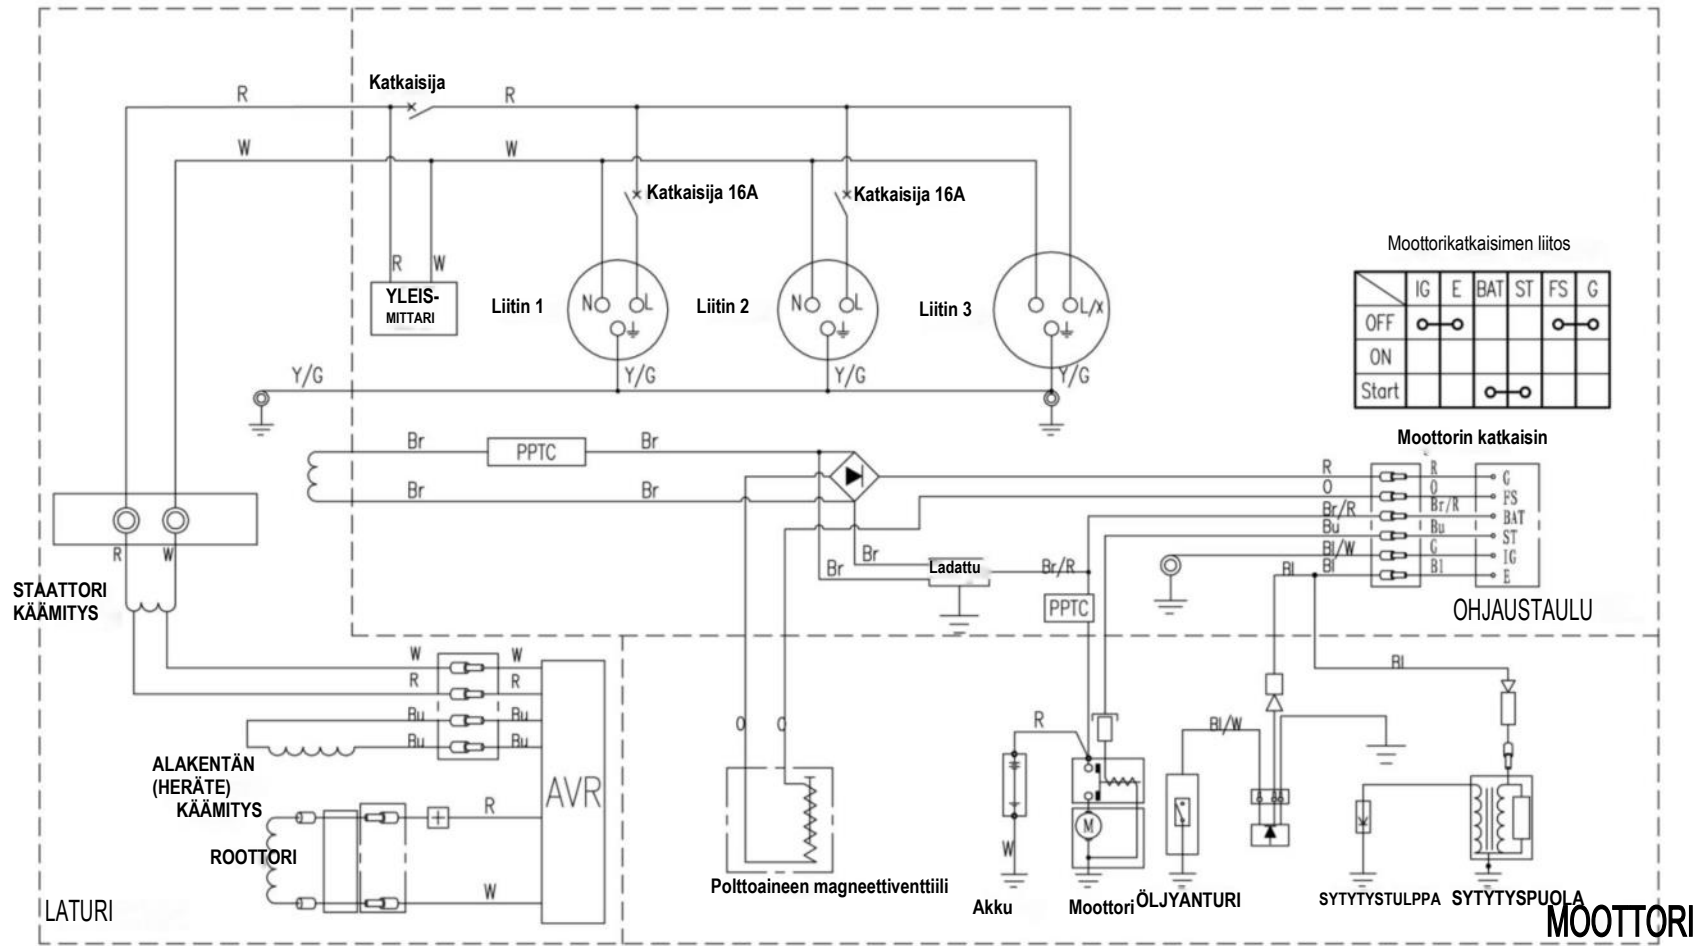 Katkaisija
R
R
W
W
Katkaisija 16A
Katkaisija 16A
R
W
YLEIS-
MITTARI
Liitin 1
N
L
Liitin 2
N
L
Liitin 3
L/X
Y/G
Y/G
Y/G
Y/G
Moottorikatkaisimen liitos
IG E BAT ST FS G
OFF
ON
Start
Moottorin katkaisin
Br
PPTC
Br
Br
Br
R
R
G
O
O
FS
Br/R
Br/R
BAT
Bu
Bu
ST
Bl/W
G
IG
Bl
Bl
Bl
E
Br
Br
Ladattu
Br/R
PPTC
OHJAUSTAULU
R
W
STAATTORI
KÄÄMITYS
W
W
R
R
Bu
Bu
Bu
Bu
ALAKENTÄN
(HERÄTE)
KÄÄMITYS
AVR
R
ROOTTORI
W
LATURI
O
O
Polttoaineen magneettiventtiili
R
W
Akku
M
Moottori
Bl/W
ÖLJYANTURI
Bl
SYTYTYSTULPPA
SYTYTYSPUOLA
MOOTTORI